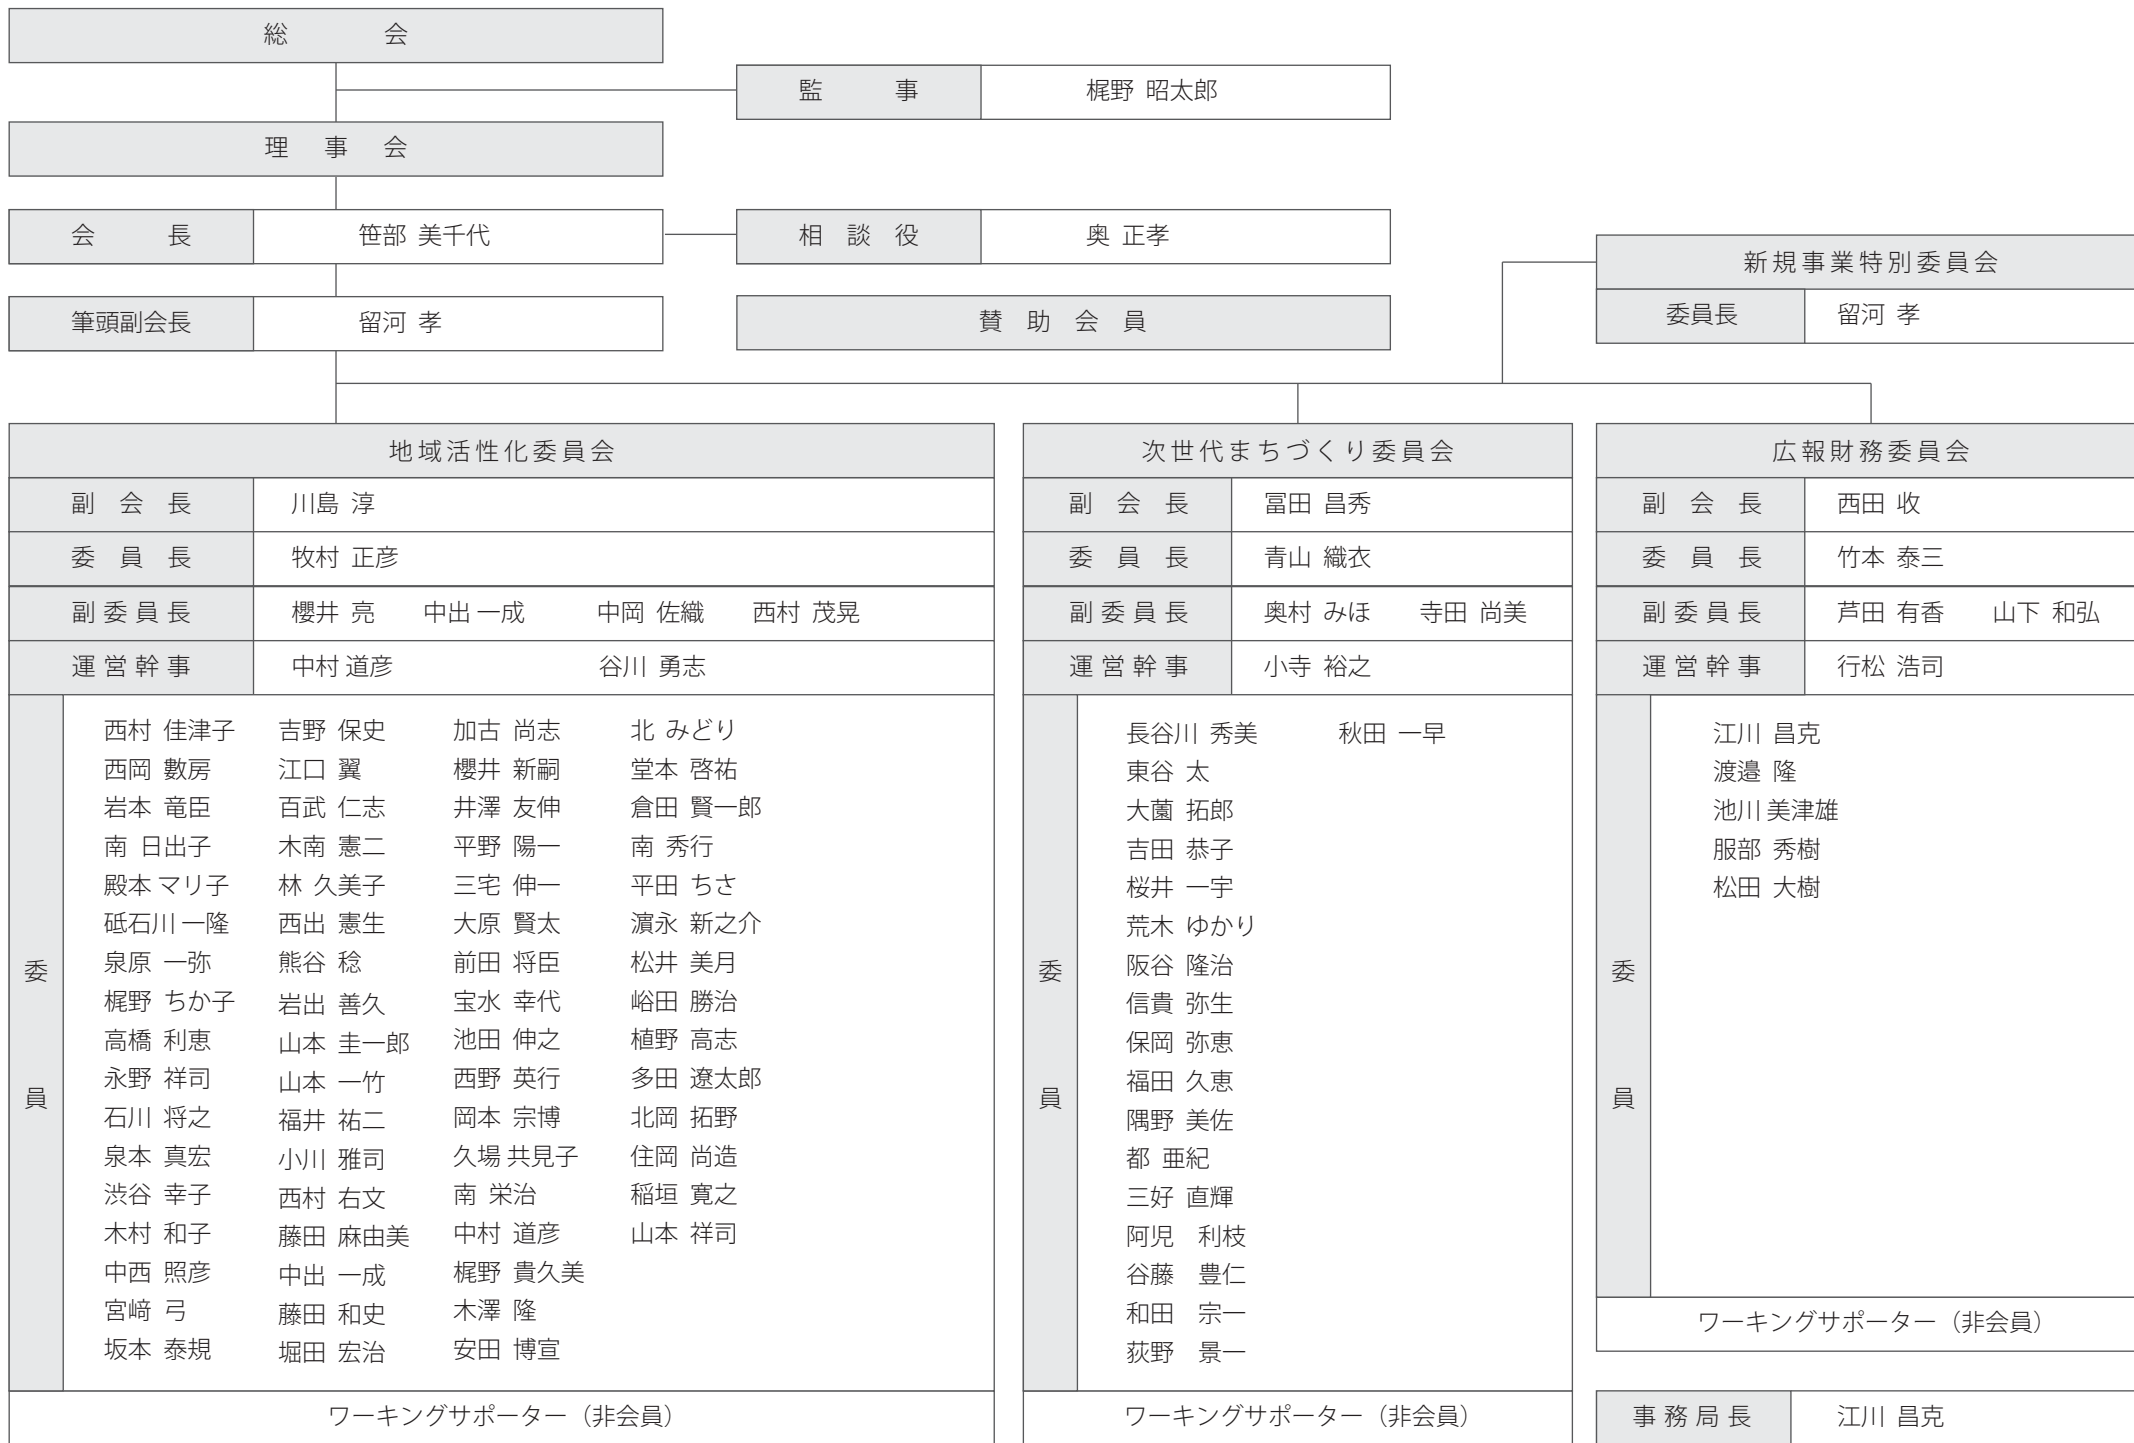 総　会
監　事　梶野 昭太郎
理 事 会
会　長　笹部 美千代
相 談 役　奥 正孝
新規事業特別委員会
委員長　留河 孝
筆頭副会長　留河 孝
賛 助 会 員
地域活性化委員会
副 会 長　川島 淳
委 員 長　牧村 正彦
副委員長　櫻井 亮　中出 一成　中岡 佐織　西村 茂晃
運営幹事　中村 道彦　谷川 勇志
委員
西村 佳津子　吉野 保史　加古 尚志　北 みどり
西岡 數房　江口 翼　櫻井 新嗣　堂本 啓祐
岩本 竜臣　百武 仁志　井澤 友伸　倉田 賢一郎
南 日出子　木南 憲二　平野 陽一　南 秀行
殿本 マリ子　林 久美子　三宅 伸一　平田 ちさ
砥石川 一隆　西出 憲生　大原 賢太　濵永 新之介
泉原 一弥　熊谷 稔　前田 将臣　松井 美月
梶野 ちか子　岩出 善久　宝水 幸代　峪田 勝治
高橋 利恵　山本 圭一郎　池田 伸之　植野 高志
永野 祥司　山本 一竹　西野 英行　多田 遼太郎
石川 将之　福井 祐二　岡本 宗博　北岡 拓野
泉本 真宏　小川 雅司　久場 共見子　住岡 尚造
渋谷 幸子　西村 右文　南 栄治　稲垣 寛之
木村 和子　藤田 麻由美　中村 道彦　山本 祥司
中西 照彦　中出 一成　梶野 貴久美
宮﨑 弓　藤田 和史　木澤 隆
坂本 泰規　堀田 宏治　安田 博宣
ワーキングサポーター（非会員）
次世代まちづくり委員会
副 会 長　冨田 昌秀
委 員 長　青山 織衣
副委員長　奥村 みほ　寺田 尚美
運営幹事　小寺 裕之
委員
長谷川 秀美　秋田 一早
東谷 太
大薗 拓郎
吉田 恭子
桜井 一宇
荒木 ゆかり
阪谷 隆治
信貴 弥生
保岡 弥恵
福田 久恵
隅野 美佐
都 亜紀
三好 直輝
阿児　利枝
谷藤　豊仁
和田　宗一
荻野　景一
ワーキングサポーター（非会員）
広報財務委員会
副 会 長　西田 收
委 員 長　竹本 泰三
副委員長　芦田 有香　山下 和弘
運営幹事　行松 浩司
委員
江川 昌克
渡邉 隆
池川 美津雄
服部 秀樹
松田 大樹
ワーキングサポーター（非会員）
事務局長　江川 昌克